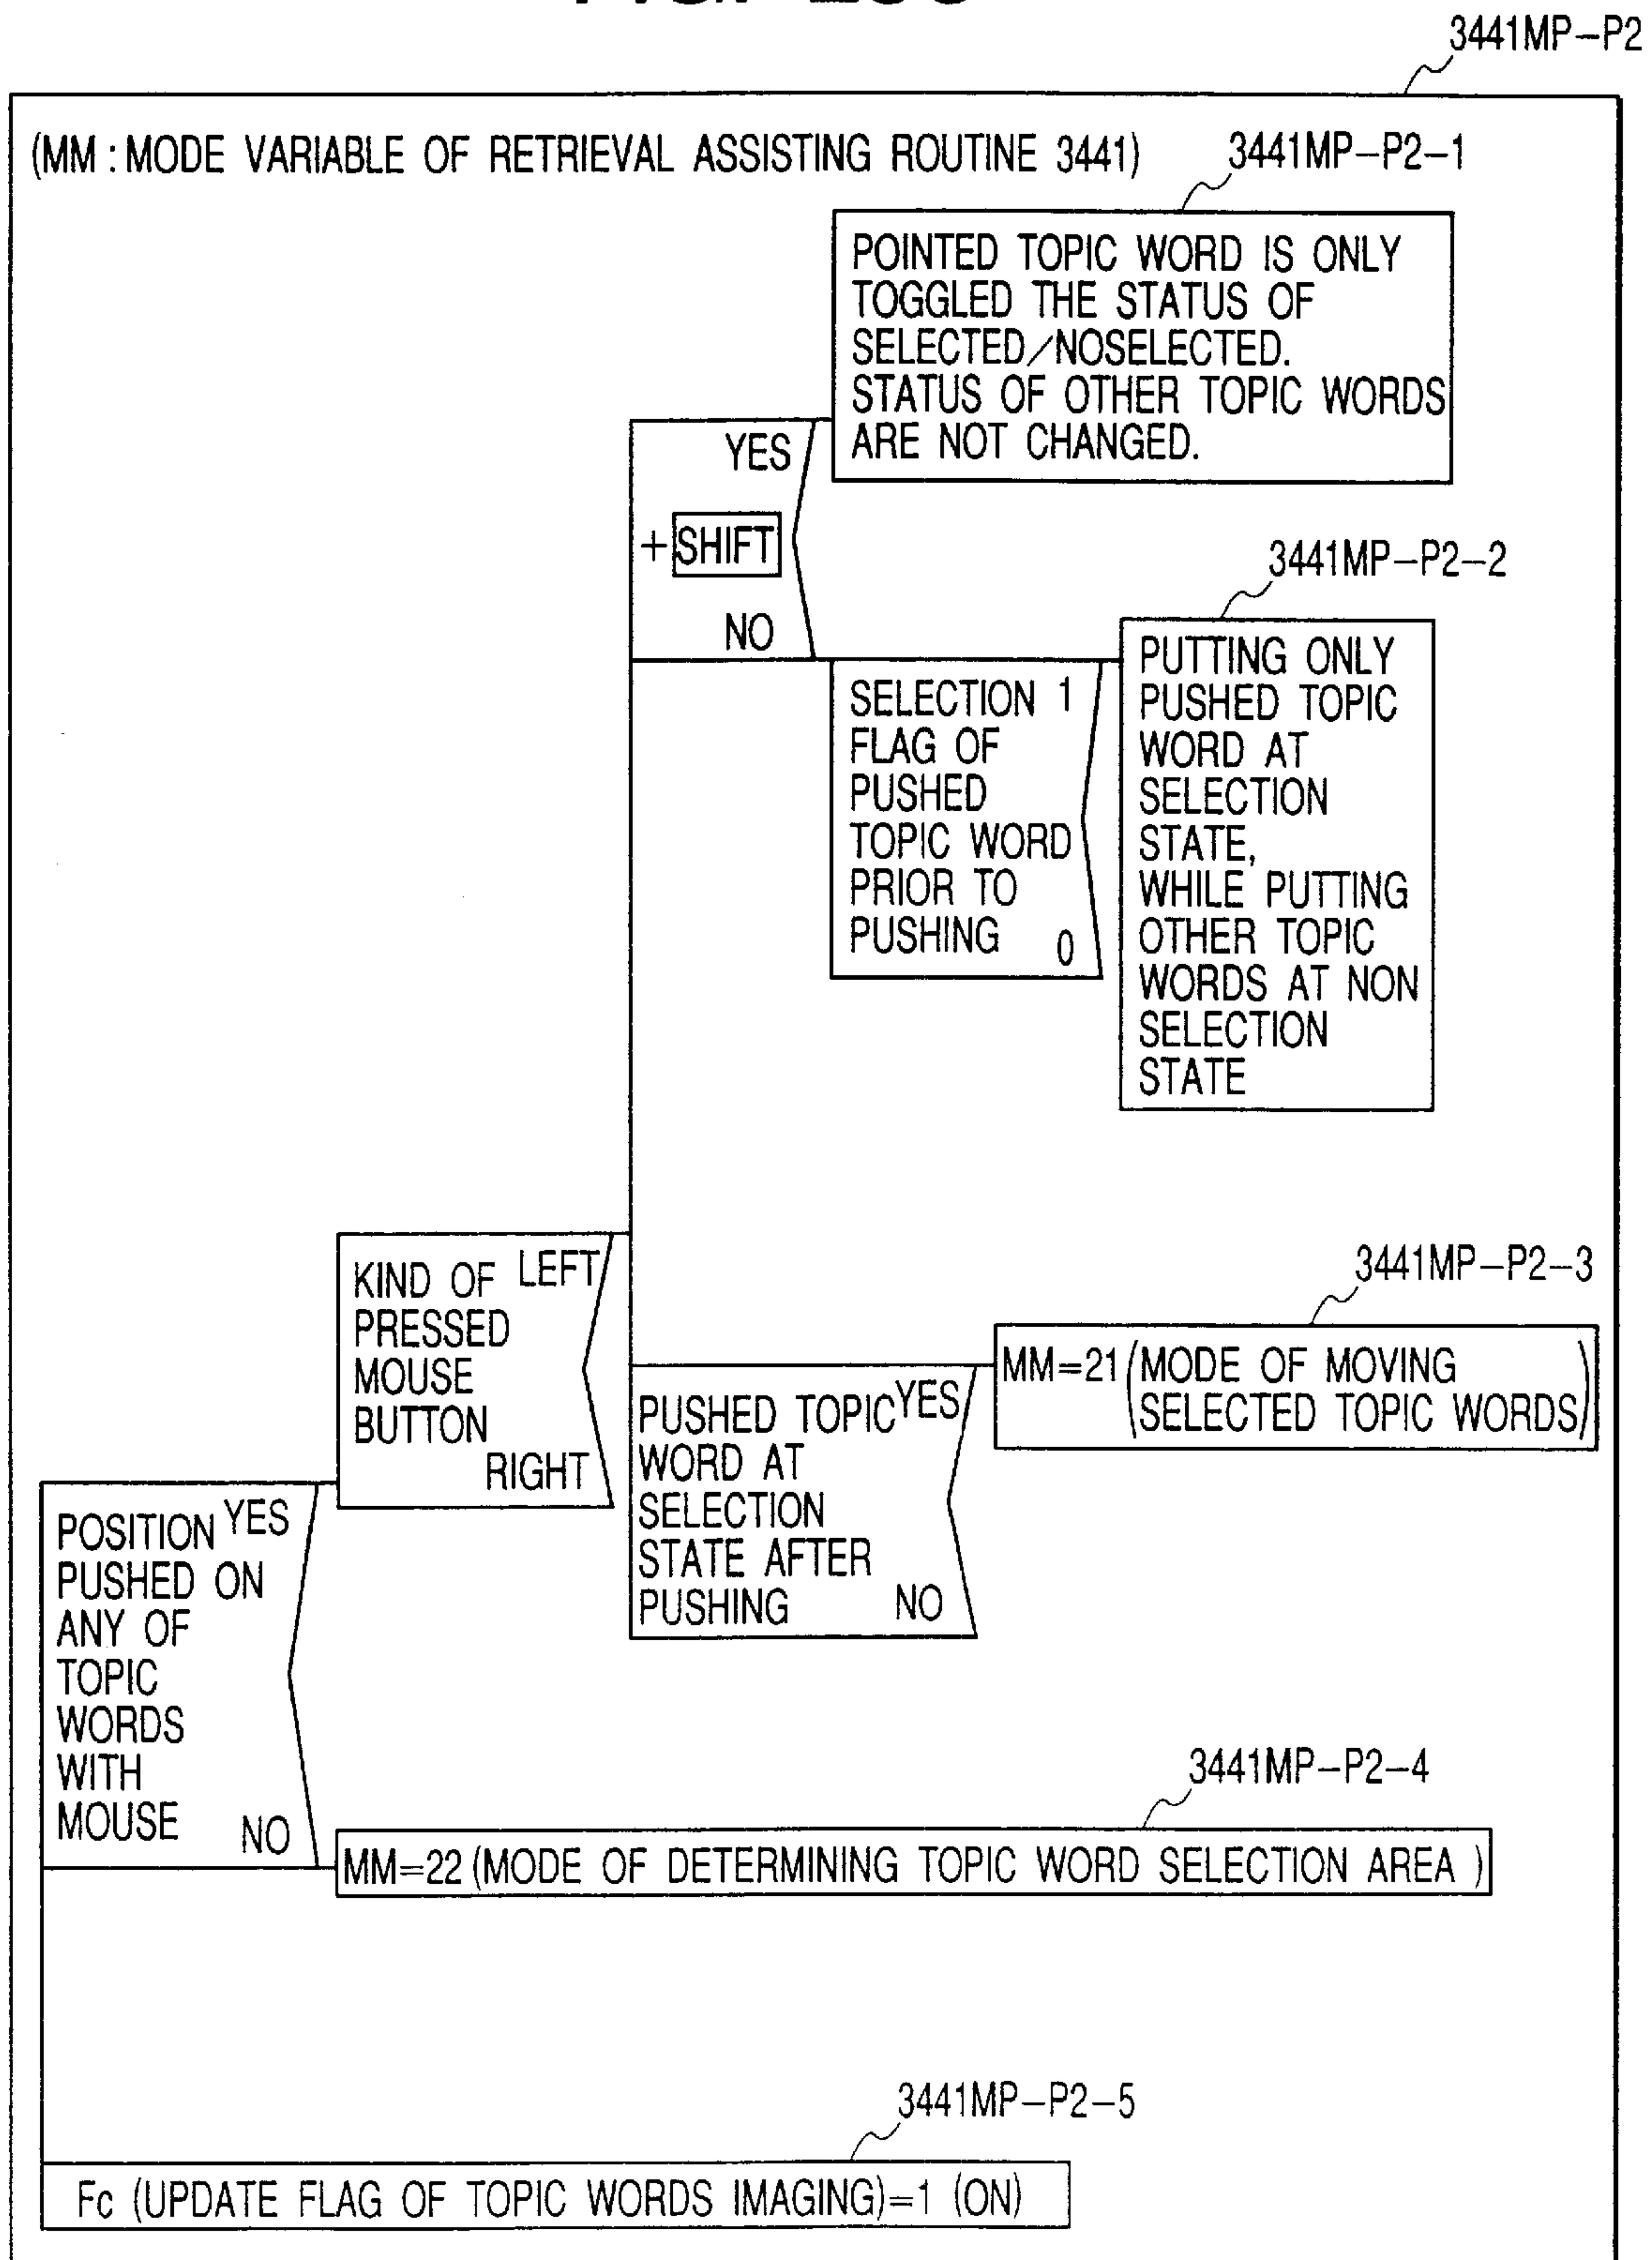 3441MP-P2
(MM : MODE VARIABLE OF RETRIEVAL ASSISTING ROUTINE 3441)
3441MP-P2-1
POINTED TOPIC WORD IS ONLY
TOGGLED THE STATUS OF
SELECTED/NOSELECTED.
STATUS OF OTHER TOPIC WORDS
ARE NOT CHANGED.
YES
+ SHIFT
NO
3441MP-P2-2
PUTTING ONLY
PUSHED TOPIC
WORD AT
SELECTION
STATE,
WHILE PUTTING
OTHER TOPIC
WORDS AT NON
SELECTION
STATE
SELECTION 1
FLAG OF
PUSHED
TOPIC WORD
PRIOR TO
PUSHING 0
KIND OF LEFT
PRESSED
MOUSE
BUTTON
RIGHT
3441MP-P2-3
MM=21 (MODE OF MOVING
SELECTED TOPIC WORDS)
PUSHED TOPIC YES
WORD AT
SELECTION
STATE AFTER
PUSHING NO
POSITION YES
PUSHED ON
ANY OF
TOPIC
WORDS
WITH
MOUSE NO
3441MP-P2-4
MM=22 (MODE OF DETERMINING TOPIC WORD SELECTION AREA )
3441MP-P2-5
Fc (UPDATE FLAG OF TOPIC WORDS IMAGING)=1 (ON)